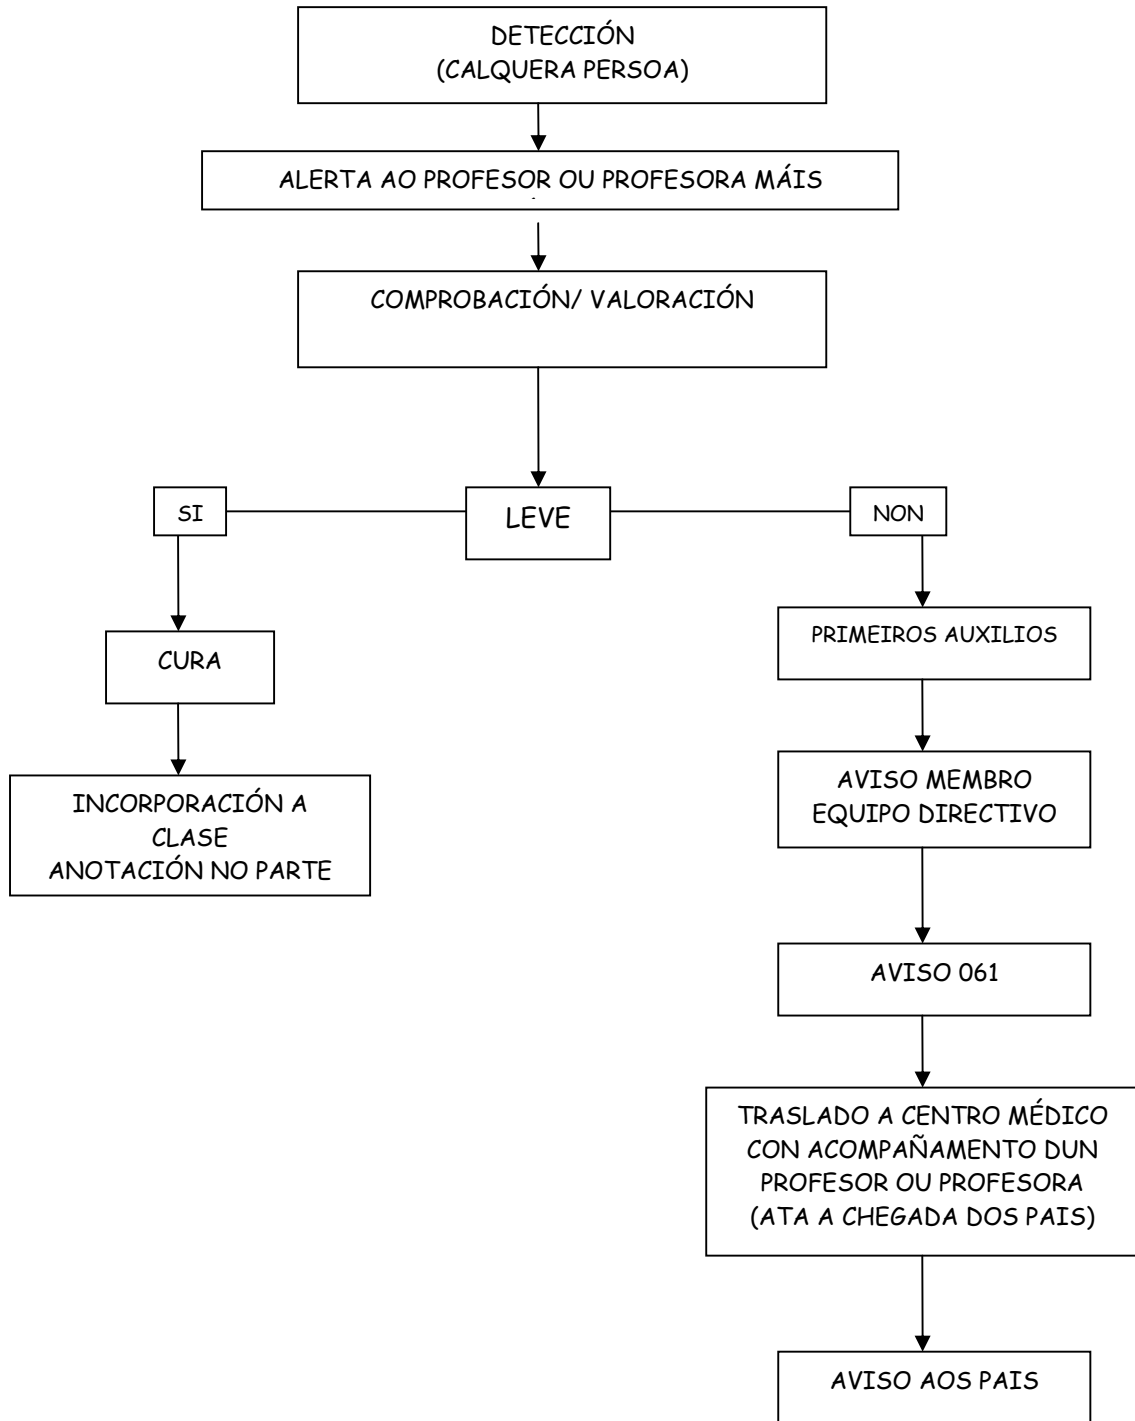 DETECCIÓN
(CALQUERA PERSOA)
ALERTA AO PROFESOR OU PROFESORA MÁIS
COMPROBACIÓN/ VALORACIÓN
SI
LEVE
NON
CURA
PRIMEIROS AUXILIOS
INCORPORACIÓN A
CLASE
ANOTACIÓN NO PARTE
AVISO MEMBRO
EQUIPO DIRECTIVO
AVISO 061
TRASLADO A CENTRO MÉDICO
CON ACOMPAÑAMENTO DUN
PROFESOR OU PROFESORA
(ATA A CHEGADA DOS PAIS)
AVISO AOS PAIS